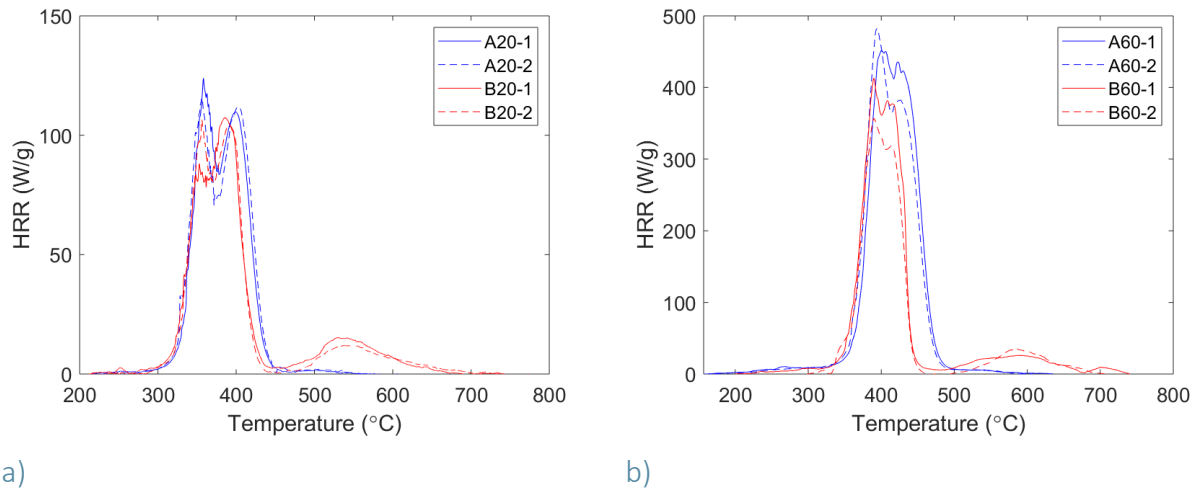 150
100
50
0
HRR (W/g)
200 300 400 500 600 700 800
Temperature (°C)
A20-1
A20-2
B20-1
B20-2
a)
500
400
300
200
100
0
HRR (W/g)
200 300 400 500 600 700 800
Temperature (°C)
A60-1
A60-2
B60-1
B60-2
b)